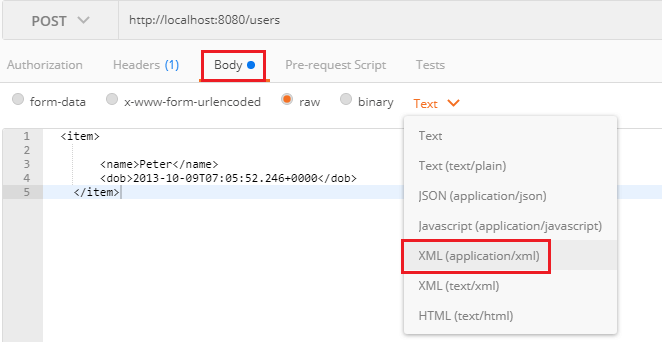 POST http://localhost:8080/users
Authorization Headers (1) Body Pre-request Script Tests
form-data x-www-form-urlencoded raw binary Text
1 <item>
2
3 <name>Peter</name>
4 <dob>2013-10-09T07:05:52.246+0000</dob>
5 </item>
Text
Text (text/plain)
JSON (application/json)
Javascript (application/javascript)
XML (application/xml)
XML (text/xml)
HTML (text/html)